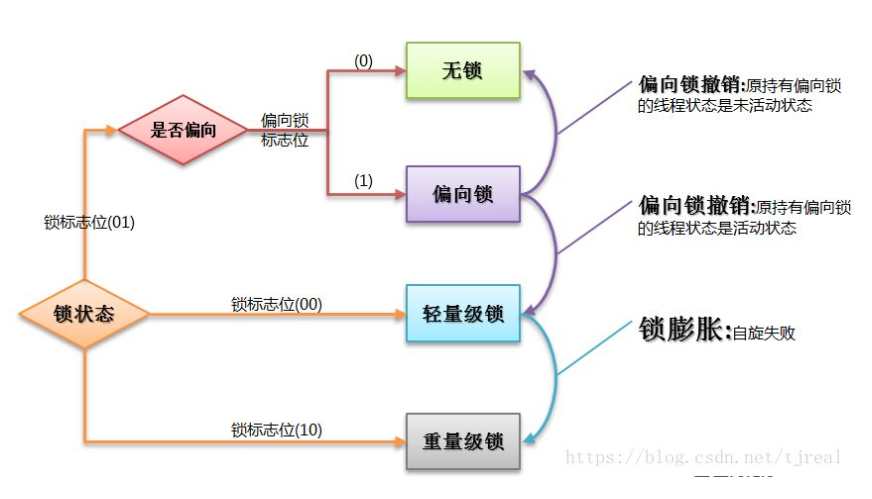 (0)
无锁
偏向锁撤销:原持有偏向锁
的线程状态是未活动状态
是否偏向
偏向锁
标志位
(1)
偏向锁
偏向锁撤销:原持有偏向锁
的线程状态是活动状态
锁标志位(01)
锁状态
锁标志位(00)
轻量级锁
锁膨胀:自旋失败
锁标志位(10)
重量级锁
https://blog.csdn.net/tjreal